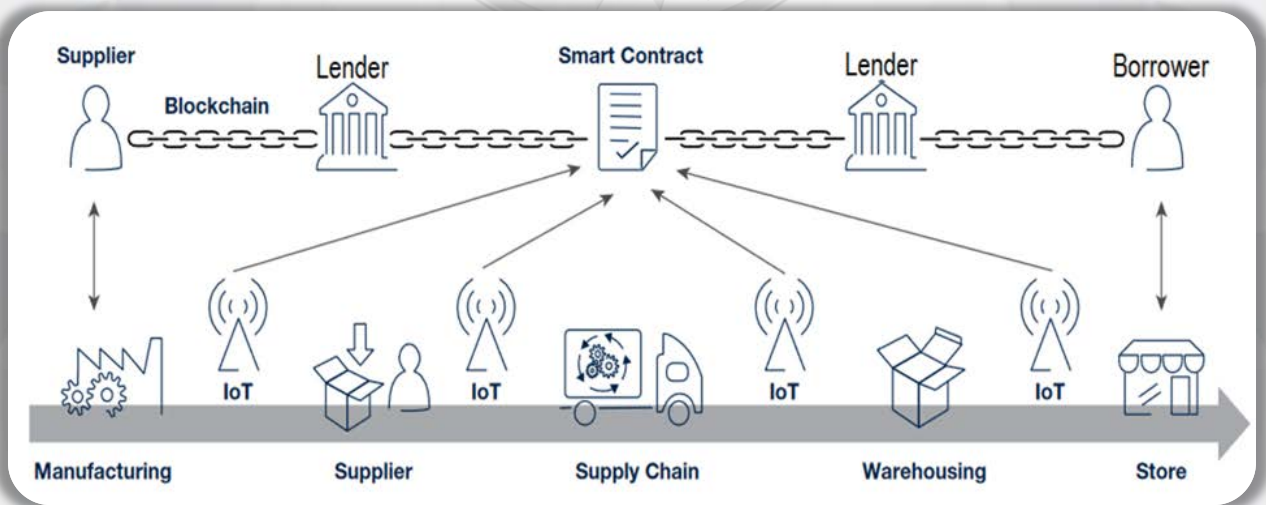 Supplier
Lender
Smart Contract
Lender
Borrower
Blockchain
IoT
IoT
IoT
IoT
Manufacturing
Supplier
Supply Chain
Warehousing
Store